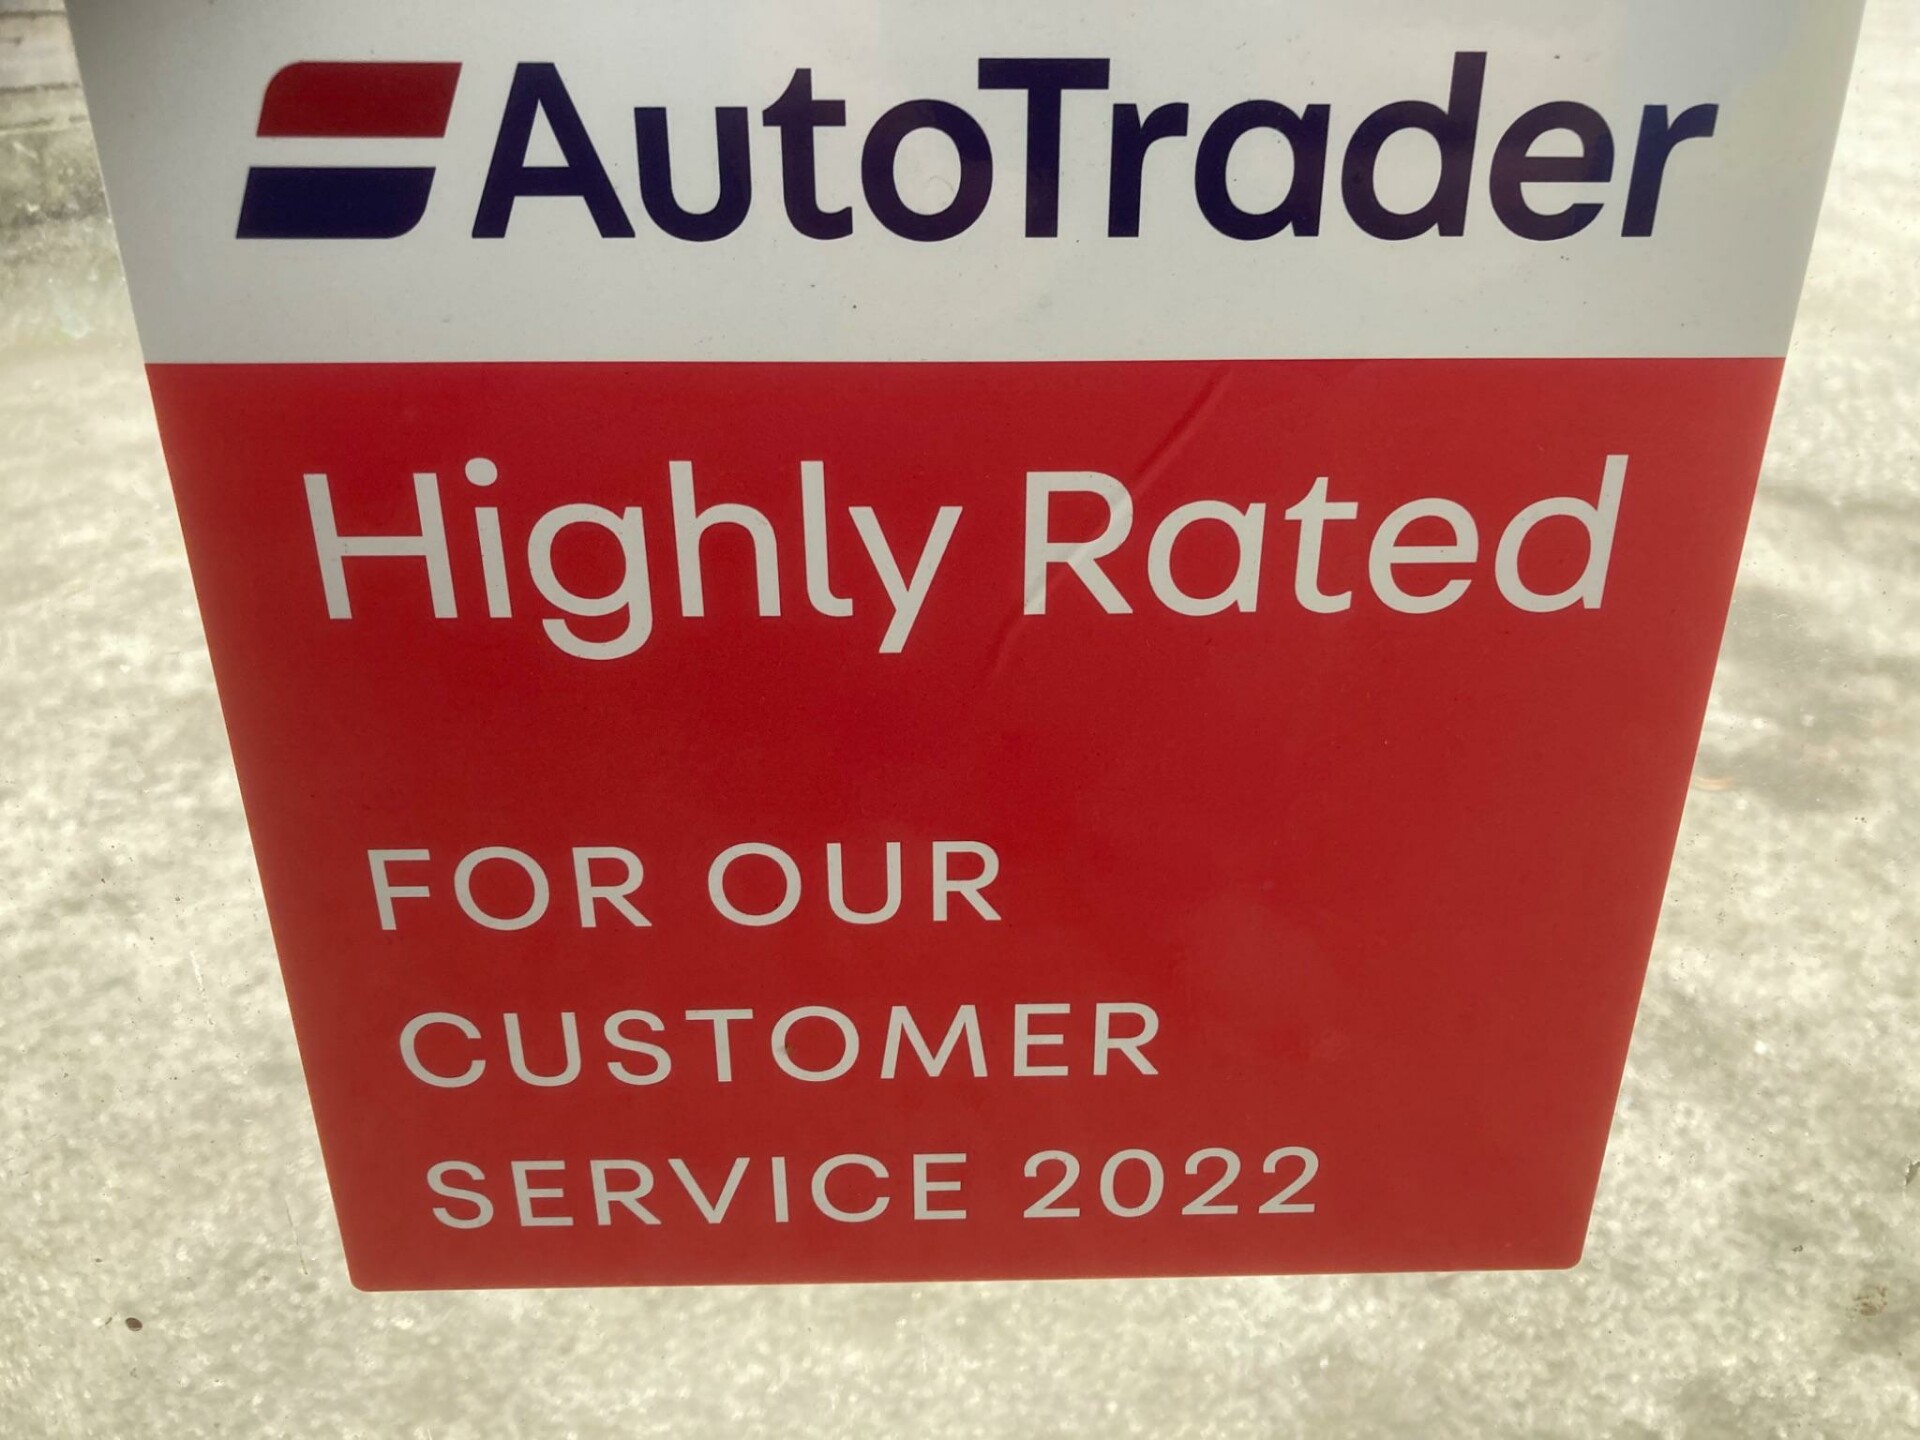 AutoTrader
Highly Rated
FOR OUR
CUSTOMER
SERVICE 2022